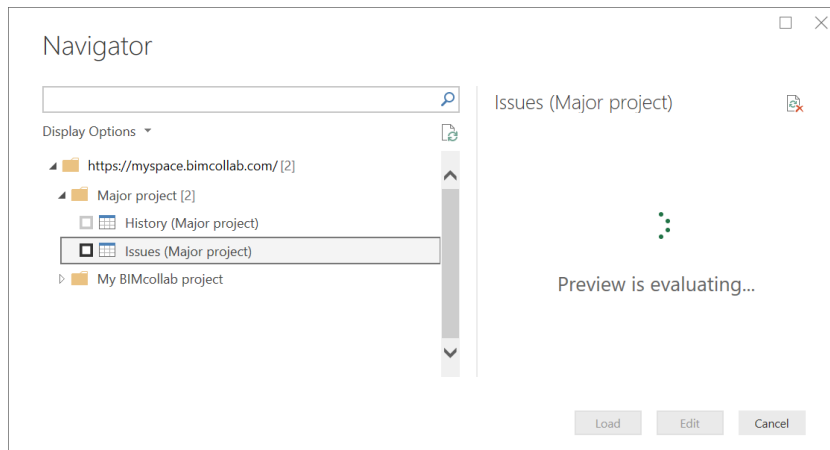 Navigator
Issues (Major project)
Display Options
https://myspace.bimcollab.com/ [2]
Major project [2]
History (Major project)
Issues (Major project)
My BIMcollab project
Preview is evaluating...
Load Edit Cancel